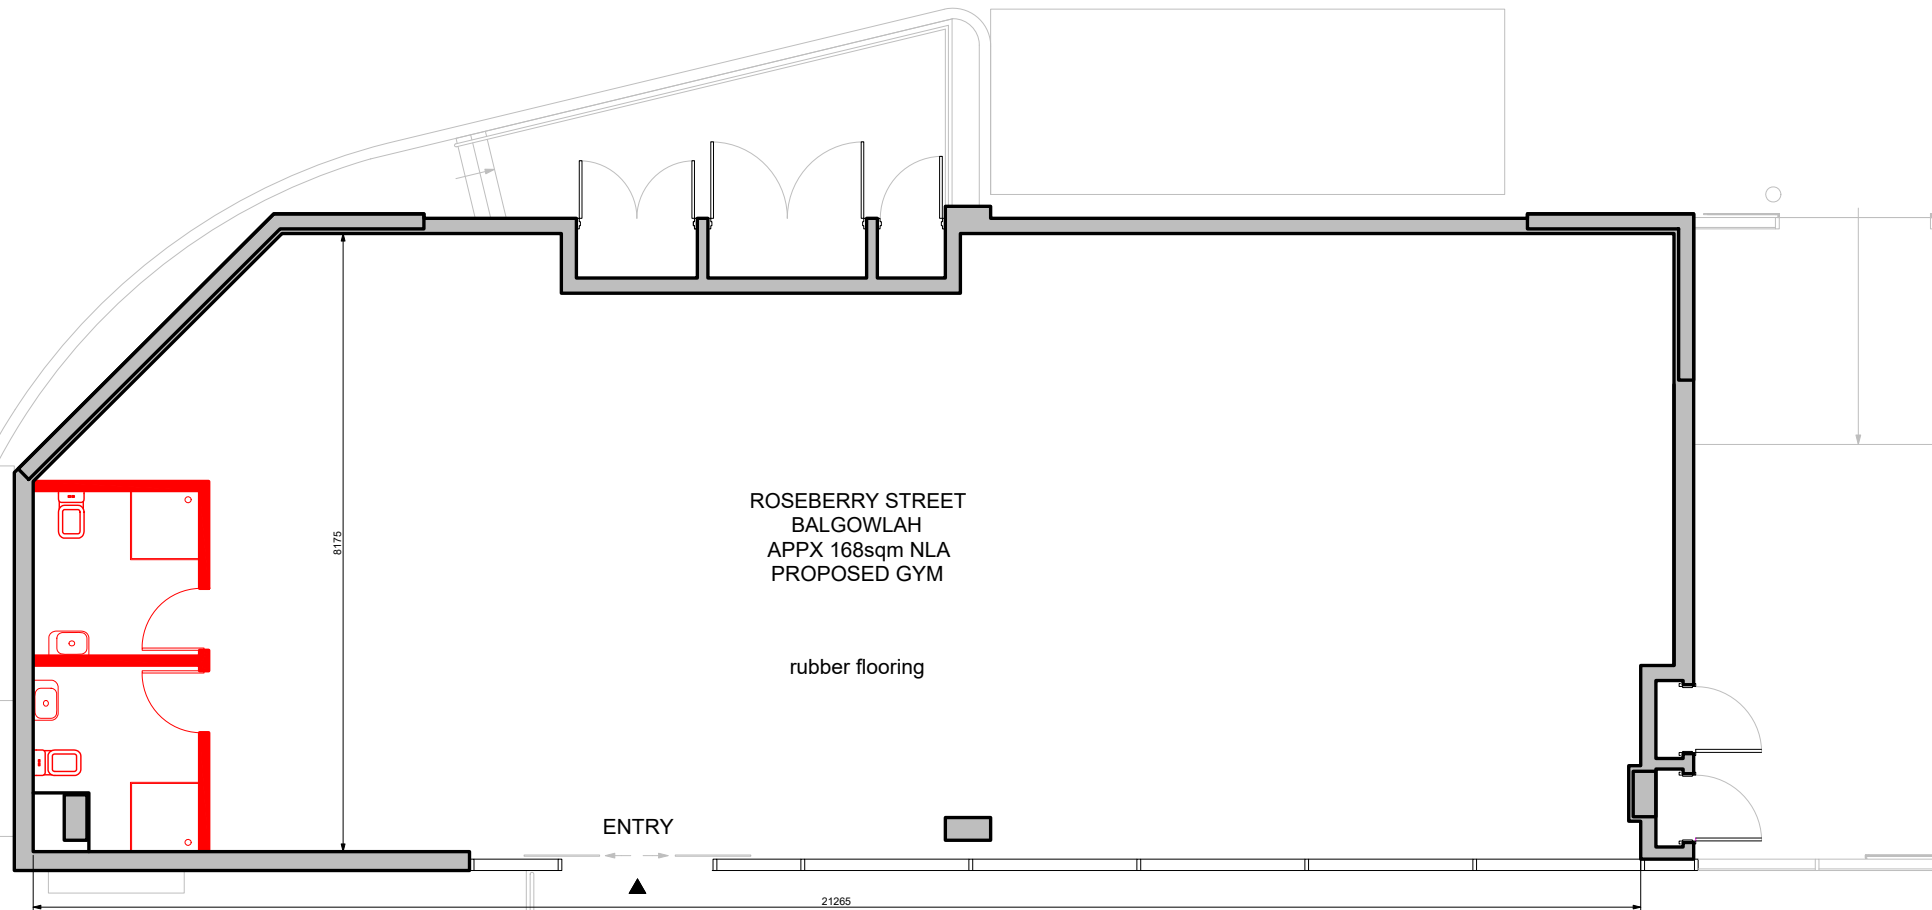 ROSEBERRY STREET
BALGOWLAH
APPX 168sqm NLA
PROPOSED GYM
8175
rubber flooring
ENTRY
21265